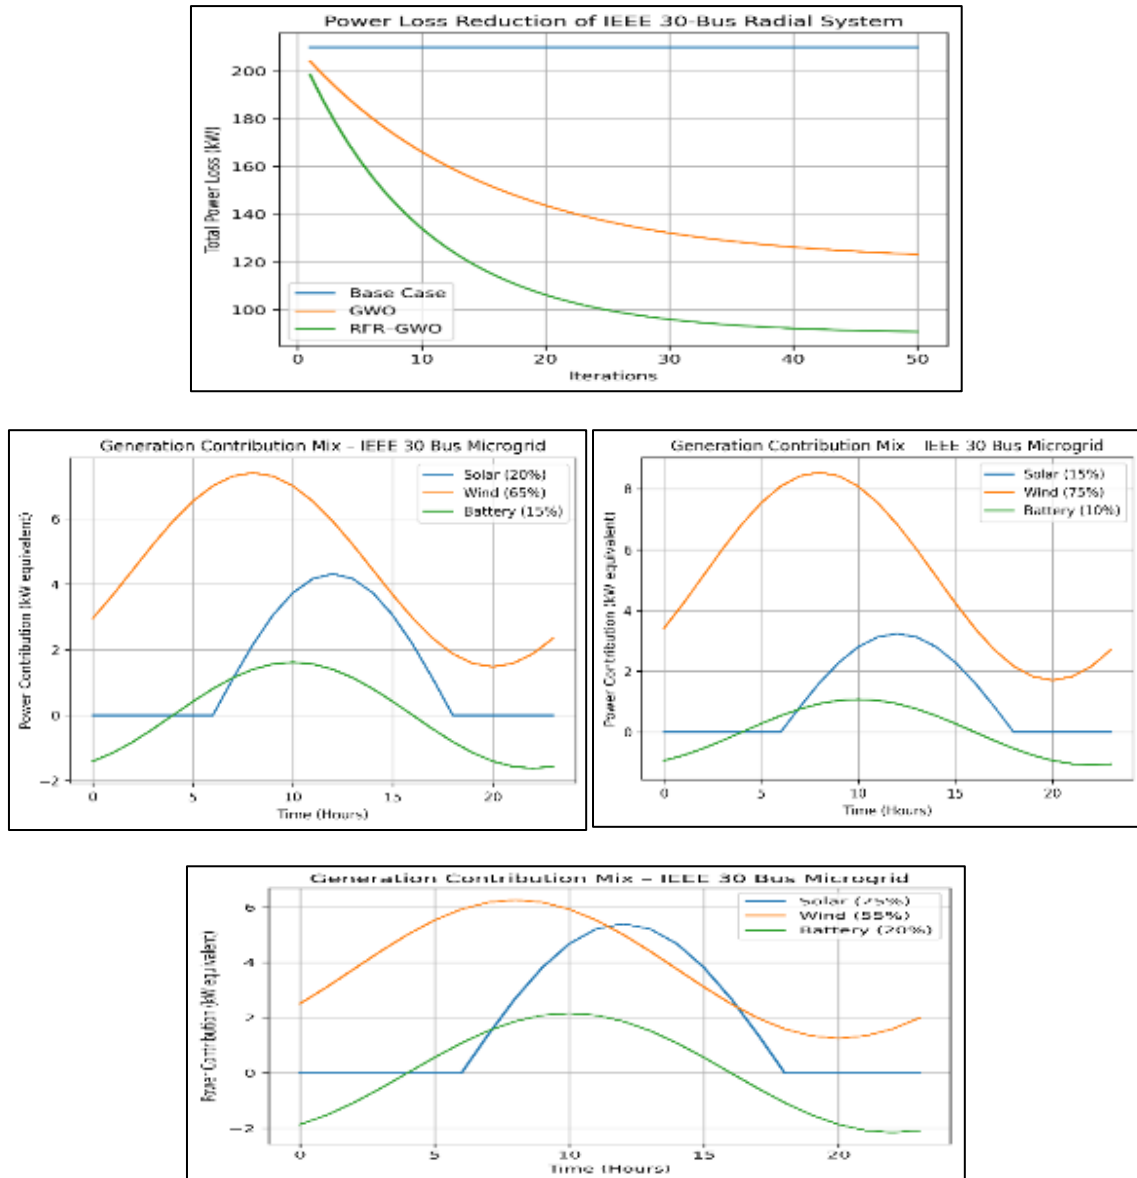 Power Loss Reduction of IEEE 30-Bus Radial System
Total Power Loss (kW)
200
180
160
140
120
100
Base Case
GWO
RFR-GWO
0 10 20 30 40 50
Iterations
Generation Contribution Mix – IEEE 30 Bus Microgrid
Power Contribution (kW equivalent)
6
4
2
0
−2
Solar (20%)
Wind (65%)
Battery (15%)
0 5 10 15 20
Time (Hours)
Generation Contribution Mix IEEE 30 Bus Microgrid
Power Contribution (kW equivalent)
8
6
4
2
0
Solar (15%)
Wind (75%)
Battery (10%)
0 5 10 15 20
Time (Hours)
Generation Contribution Mix – IEEE 30 Bus Microgrid
Power Contribution (kW equivalent)
6
4
2
0
−2
Solar (25%)
Wind (55%)
Battery (20%)
0 5 10 15 20
Time (Hours)